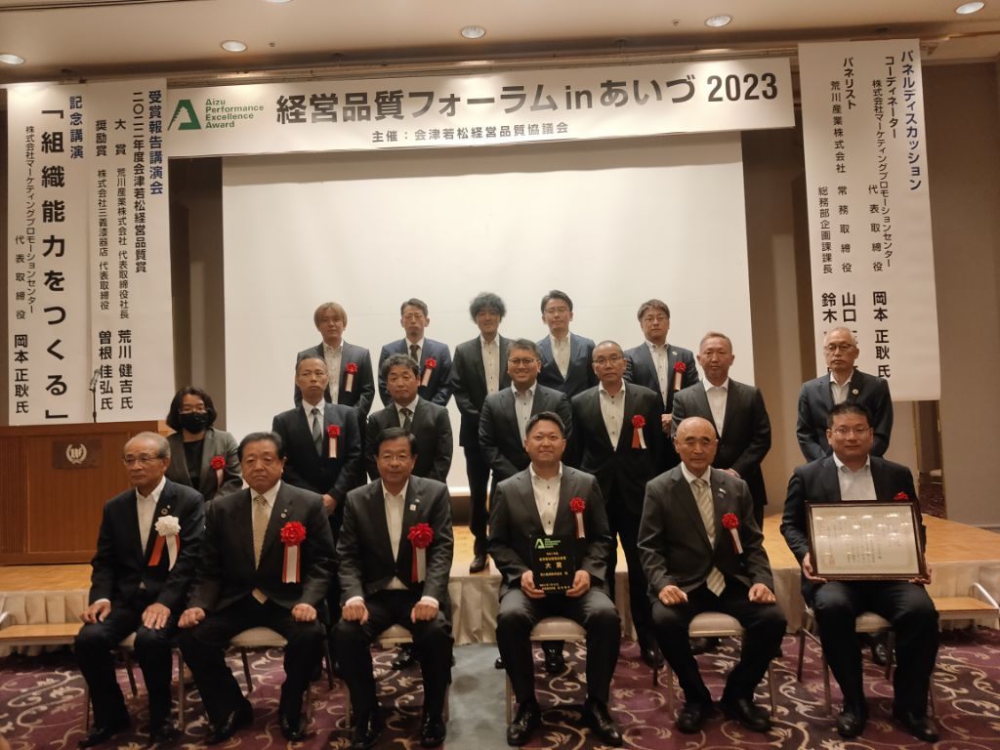 Aizu
Performance
Excellence
Award
経営品質フォーラム in あいづ 2023
主催：会津若松経営品質協議会
受賞報告講演会
二〇二二年度会津若松経営品質賞
大賞 荒川産業株式会社 代表取締役社長 荒川 健吉氏
奨励賞 株式会社三義漆器店 代表取締役 曽根 佳弘氏
記念講演
「組織能力をつくる」
株式会社マーケティングプロモーションセンター
代表取締役 岡本 正耿氏
パネルディスカッション
コーディネーター
株式会社マーケティングプロモーションセンター
代表取締役 岡本 正耿氏
パネリスト
荒川産業株式会社 常務取締役 山口
総務部企画課課長 鈴木
大賞